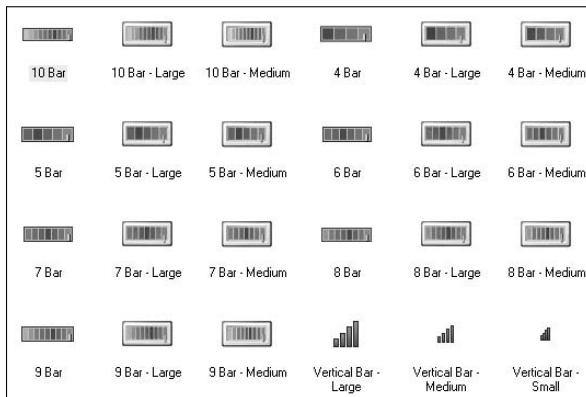 10 Bar
10 Bar - Large
10 Bar - Medium
4 Bar
4 Bar - Large
4 Bar - Medium
5 Bar
5 Bar - Large
5 Bar - Medium
6 Bar
6 Bar - Large
6 Bar - Medium
7 Bar
7 Bar - Large
7 Bar - Medium
8 Bar
8 Bar - Large
8 Bar - Medium
9 Bar
9 Bar - Large
9 Bar - Medium
Vertical Bar -
Large
Vertical Bar -
Medium
Vertical Bar -
Small